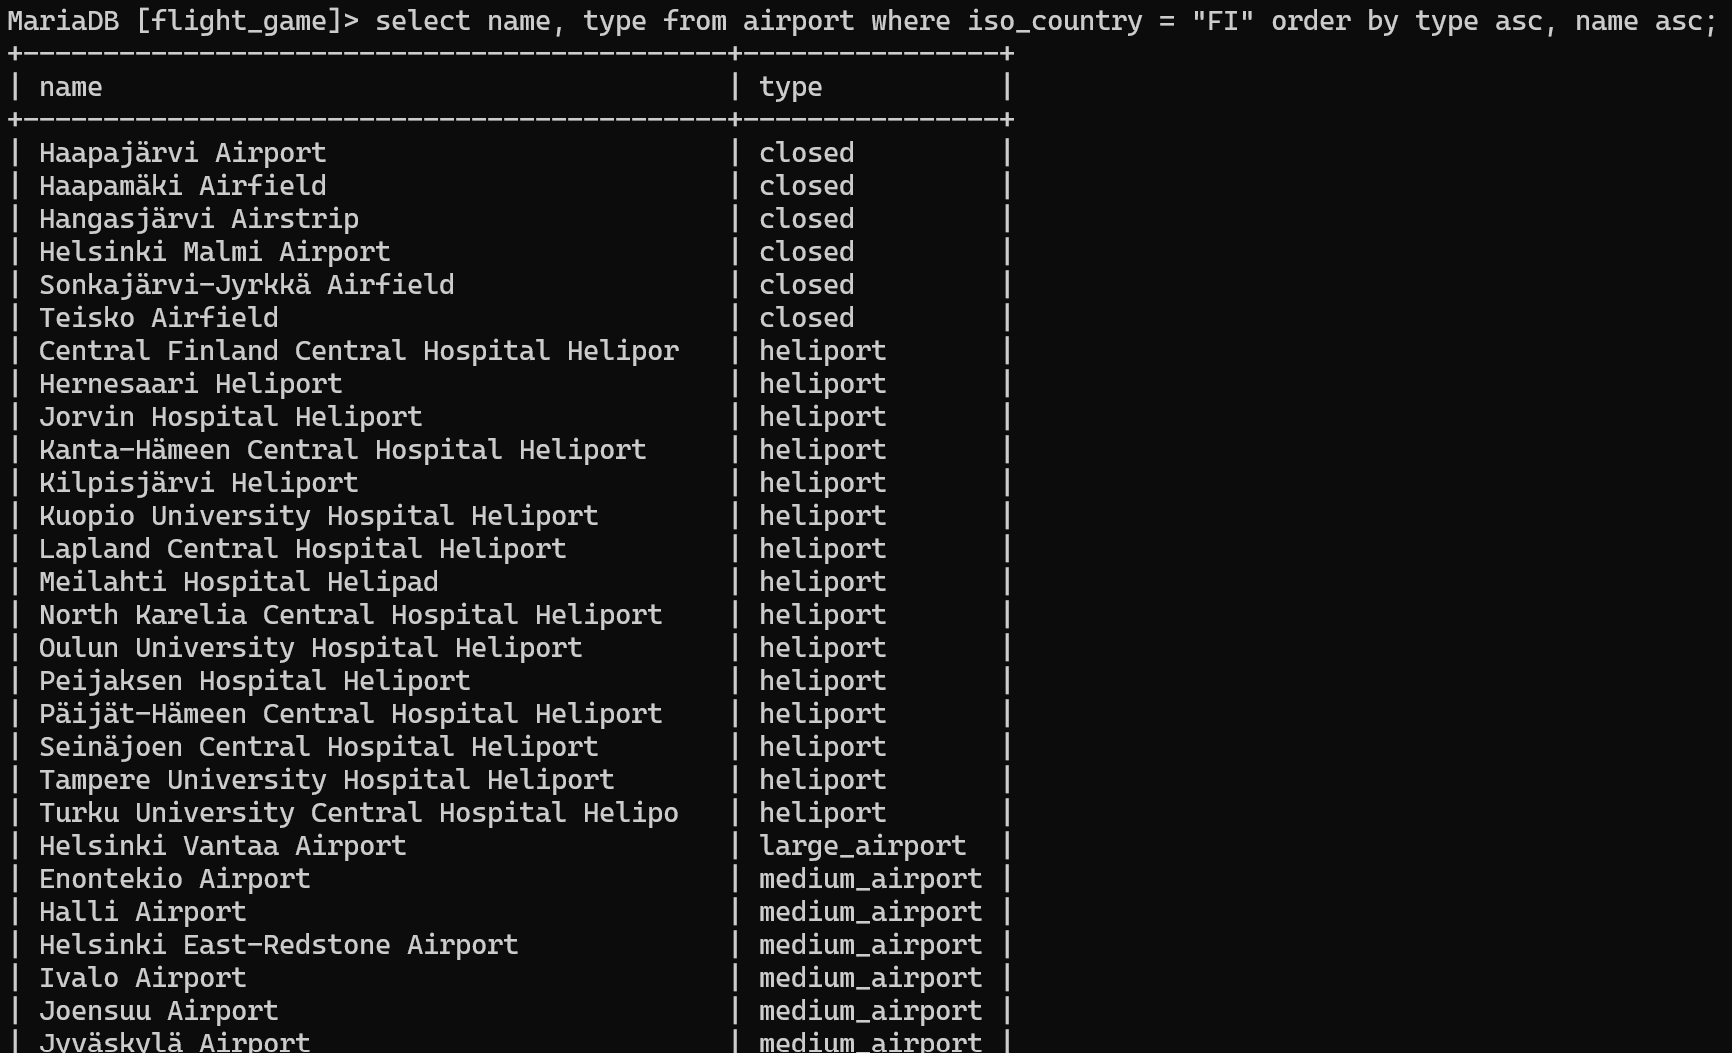 MariaDB [flight_game]> select name, type from airport where iso_country = "FI" order by type asc, name asc;
+--------------------------------------------+----------------+
| name                                       | type           |
+--------------------------------------------+----------------+
| Haapajärvi Airport                         | closed         |
| Haapamäki Airfield                         | closed         |
| Hangasjärvi Airstrip                       | closed         |
| Helsinki Malmi Airport                     | closed         |
| Sonkajärvi-Jyrkkä Airfield                 | closed         |
| Teisko Airfield                            | closed         |
| Central Finland Central Hospital Helipor   | heliport       |
| Hernesaari Heliport                        | heliport       |
| Jorvin Hospital Heliport                   | heliport       |
| Kanta-Hämeen Central Hospital Heliport     | heliport       |
| Kilpisjärvi Heliport                       | heliport       |
| Kuopio University Hospital Heliport        | heliport       |
| Lapland Central Hospital Heliport          | heliport       |
| Meilahti Hospital Helipad                  | heliport       |
| North Karelia Central Hospital Heliport    | heliport       |
| Oulun University Hospital Heliport         | heliport       |
| Peijaksen Hospital Heliport                | heliport       |
| Päijät-Hämeen Central Hospital Heliport    | heliport       |
| Seinäjoen Central Hospital Heliport        | heliport       |
| Tampere University Hospital Heliport       | heliport       |
| Turku University Central Hospital Helipo   | heliport       |
| Helsinki Vantaa Airport                    | large_airport  |
| Enontekio Airport                          | medium_airport |
| Halli Airport                              | medium_airport |
| Helsinki East-Redstone Airport             | medium_airport |
| Ivalo Airport                              | medium_airport |
| Joensuu Airport                            | medium_airport |
| Jyväskylä Airport                          | medium_airport |